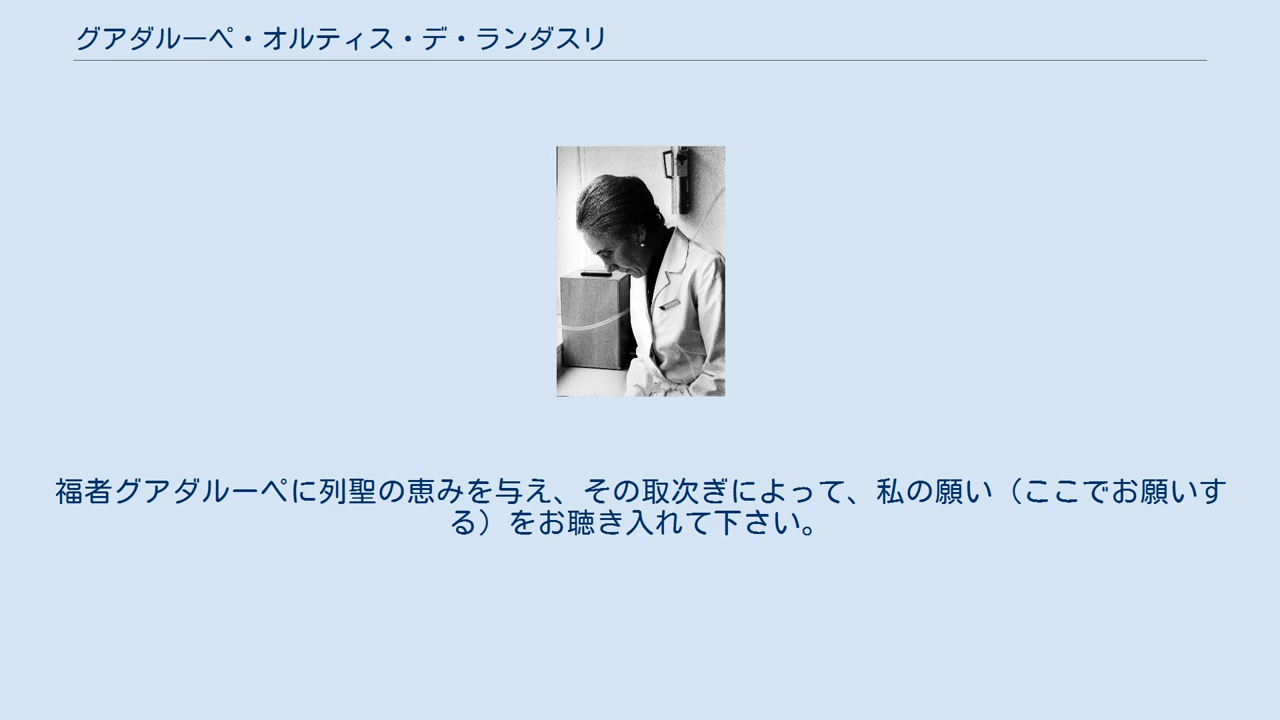 グアダルーペ・オルティス・デ・ランダスリ
福者グアダルーペに列聖の恵みを与え、その取次ぎによって、私の願い（ここでお願いす
る）をお聴き入れて下さい。